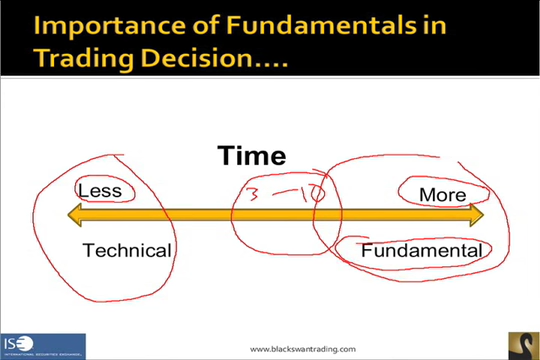 Importance of Fundamentals in
Trading Decision....
Time
Less
3 — 10
More
Technical
Fundamental
ISE
INTERNATIONAL SECURITIES EXCHANGE
www.blackswantrading.com